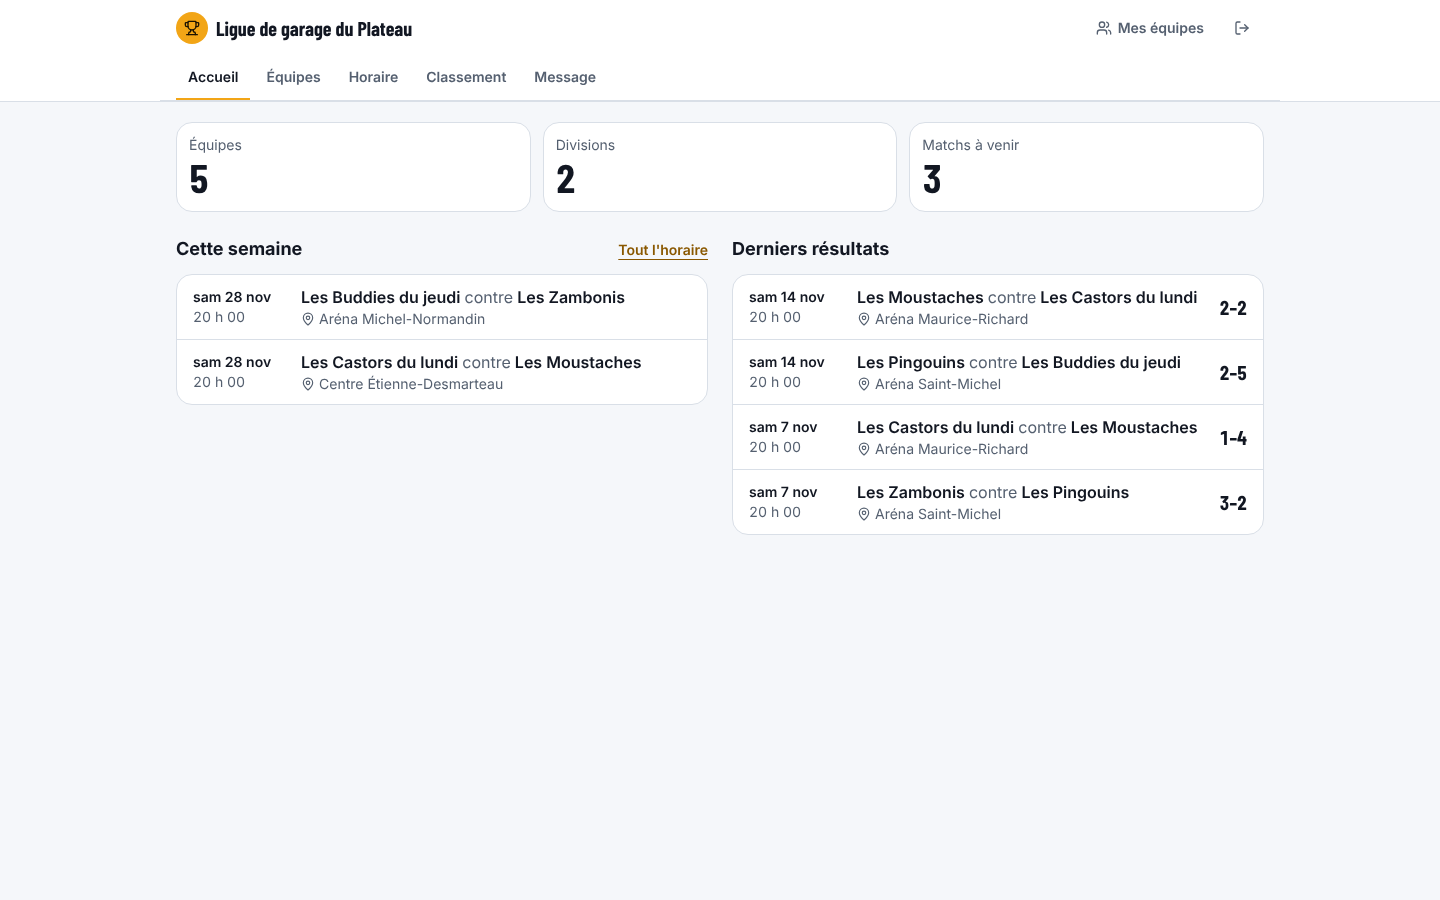 Ligue de garage du Plateau
Mes équipes
Accueil
Équipes
Horaire
Classement
Message
Équipes
5
Divisions
2
Matchs à venir
3
Cette semaine
Tout l'horaire
sam 28 nov
20 h 00
Les Buddies du jeudi contre Les Zambonis
Aréna Michel-Normandin
sam 28 nov
20 h 00
Les Castors du lundi contre Les Moustaches
Centre Étienne-Desmarteau
Derniers résultats
sam 14 nov
20 h 00
Les Moustaches contre Les Castors du lundi
Aréna Maurice-Richard
2-2
sam 14 nov
20 h 00
Les Pingouins contre Les Buddies du jeudi
Aréna Saint-Michel
2-5
sam 7 nov
20 h 00
Les Castors du lundi contre Les Moustaches
Aréna Maurice-Richard
1-4
sam 7 nov
20 h 00
Les Zambonis contre Les Pingouins
Aréna Saint-Michel
3-2